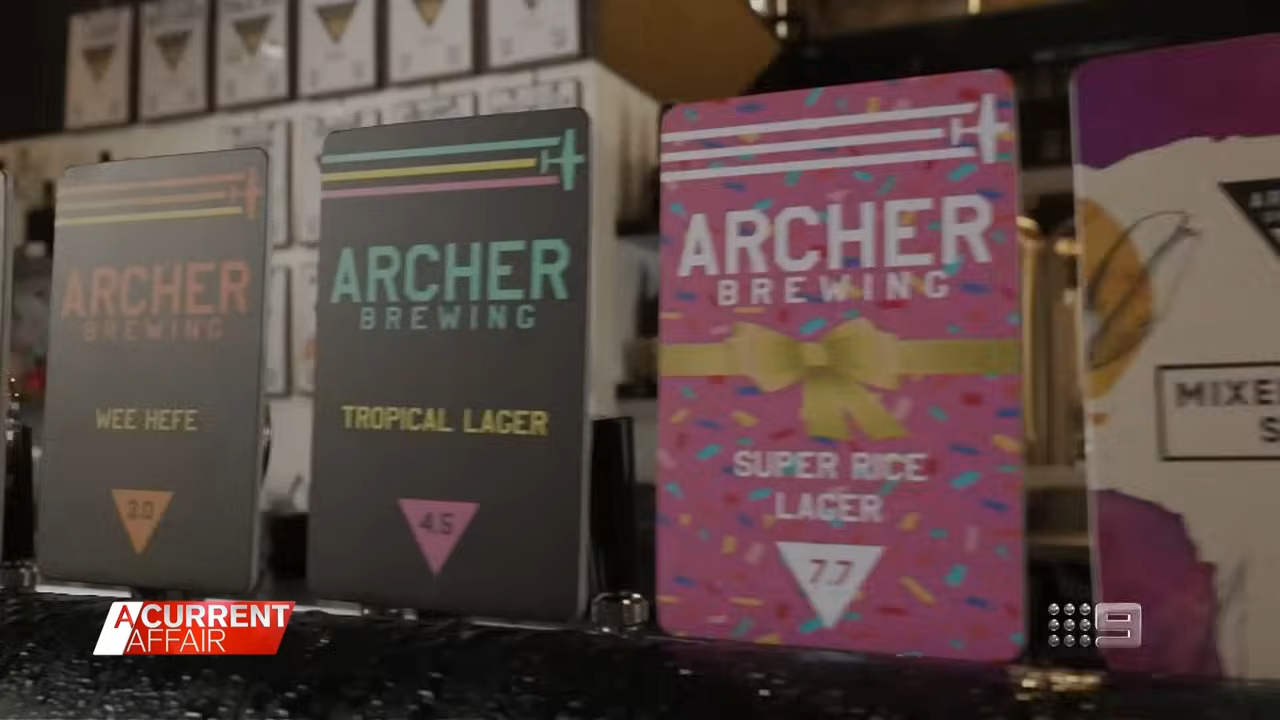 ARCHER
BREWING
WEE HEFE
3.0
ARCHER
BREWING
TROPICAL LAGER
4.5
ARCHER
BREWING
SUPER RICE
LAGER
7.7
MIXE
S
A CURRENT
AFFAIR
9